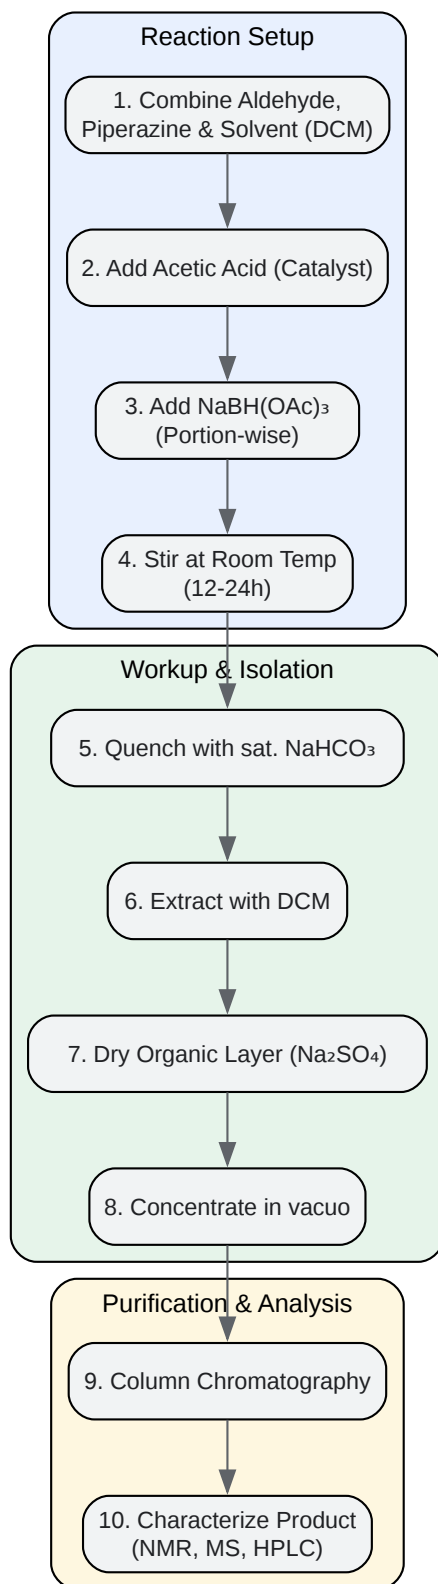 Reaction Setup
1. Combine Aldehyde,
Piperazine & Solvent (DCM)
2. Add Acetic Acid (Catalyst)
3. Add NaBH(OAc)₃
(Portion-wise)
4. Stir at Room Temp
(12-24h)
Workup & Isolation
5. Quench with sat. NaHCO₃
6. Extract with DCM
7. Dry Organic Layer (Na₂SO₄)
8. Concentrate in vacuo
Purification & Analysis
9. Column Chromatography
10. Characterize Product
(NMR, MS, HPLC)